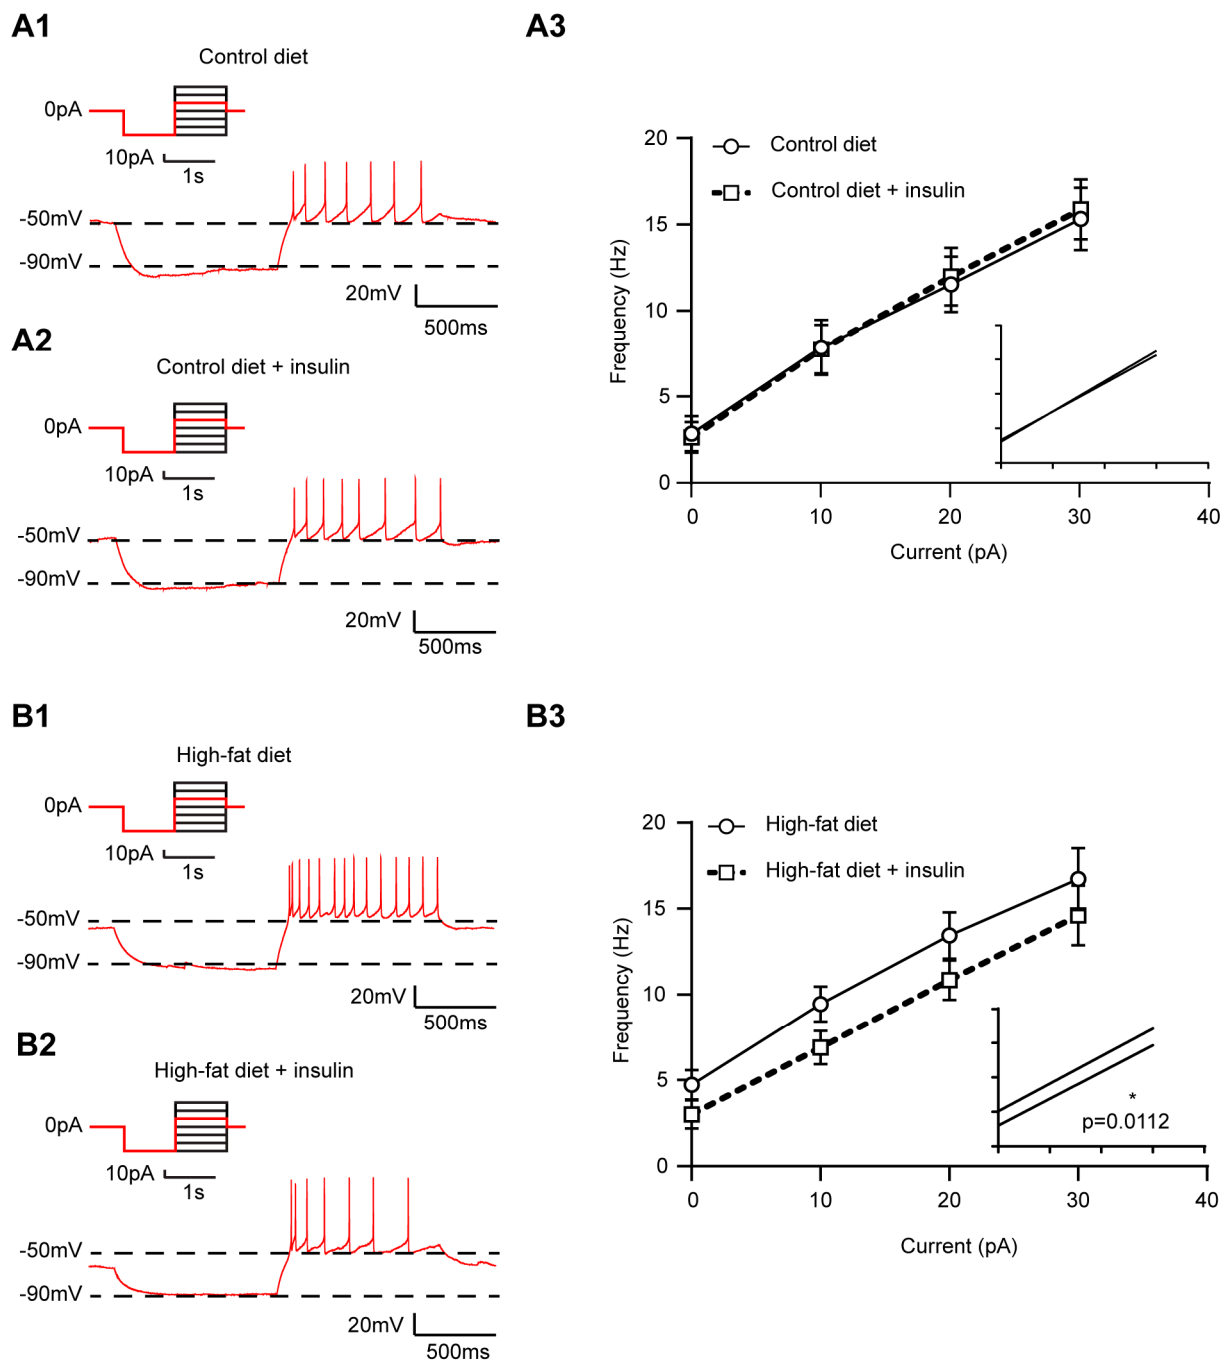 A1
Control diet
0pA
10pA
1s
-50mV
-90mV
20mV
500ms
A2
Control diet + insulin
0pA
10pA
1s
-50mV
-90mV
20mV
500ms
A3
Control diet
Control diet + insulin
20
15
10
5
0
Frequency (Hz)
0 10 20 30 40
Current (pA)
B1
High-fat diet
0pA
10pA
1s
-50mV
-90mV
20mV
500ms
B2
High-fat diet + insulin
0pA
10pA
1s
-50mV
-90mV
20mV
500ms
B3
High-fat diet
High-fat diet + insulin
20
15
10
5
0
Frequency (Hz)
*
p=0.0112
0 10 20 30 40
Current (pA)